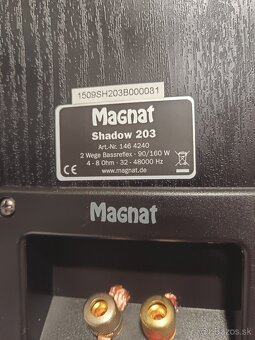 1509SH203B000081
Magnat
Shadow 203
Art.-Nr. 146 4240
2 Wege Bassreflex - 90/160 W
4 - 8 Ohm - 32 - 48000 Hz
CE
www.magnat.de
Magnat